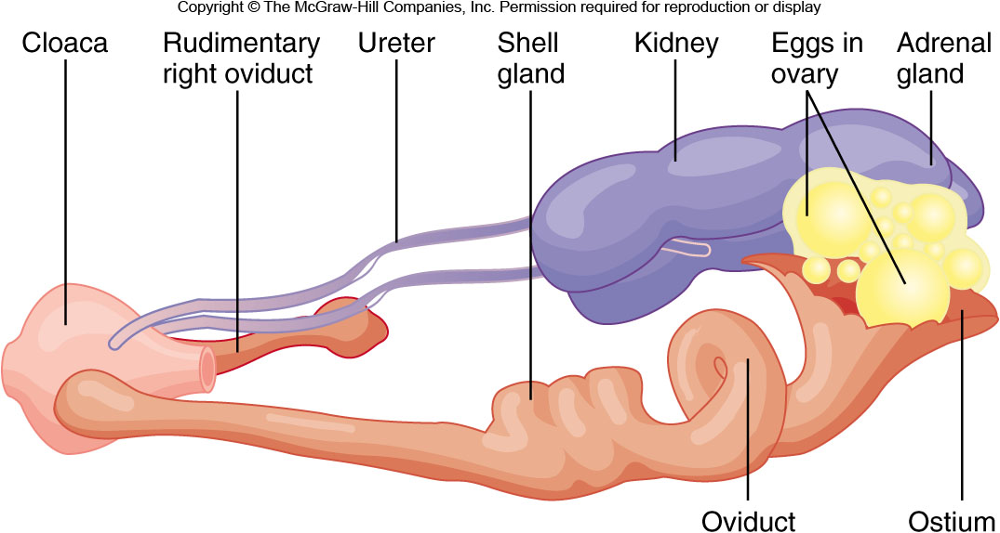 Copyright © The McGraw-Hill Companies, Inc. Permission required for reproduction or display
Cloaca
Rudimentary
right oviduct
Ureter
Shell
gland
Kidney
Eggs in
ovary
Adrenal
gland
Oviduct
Ostium